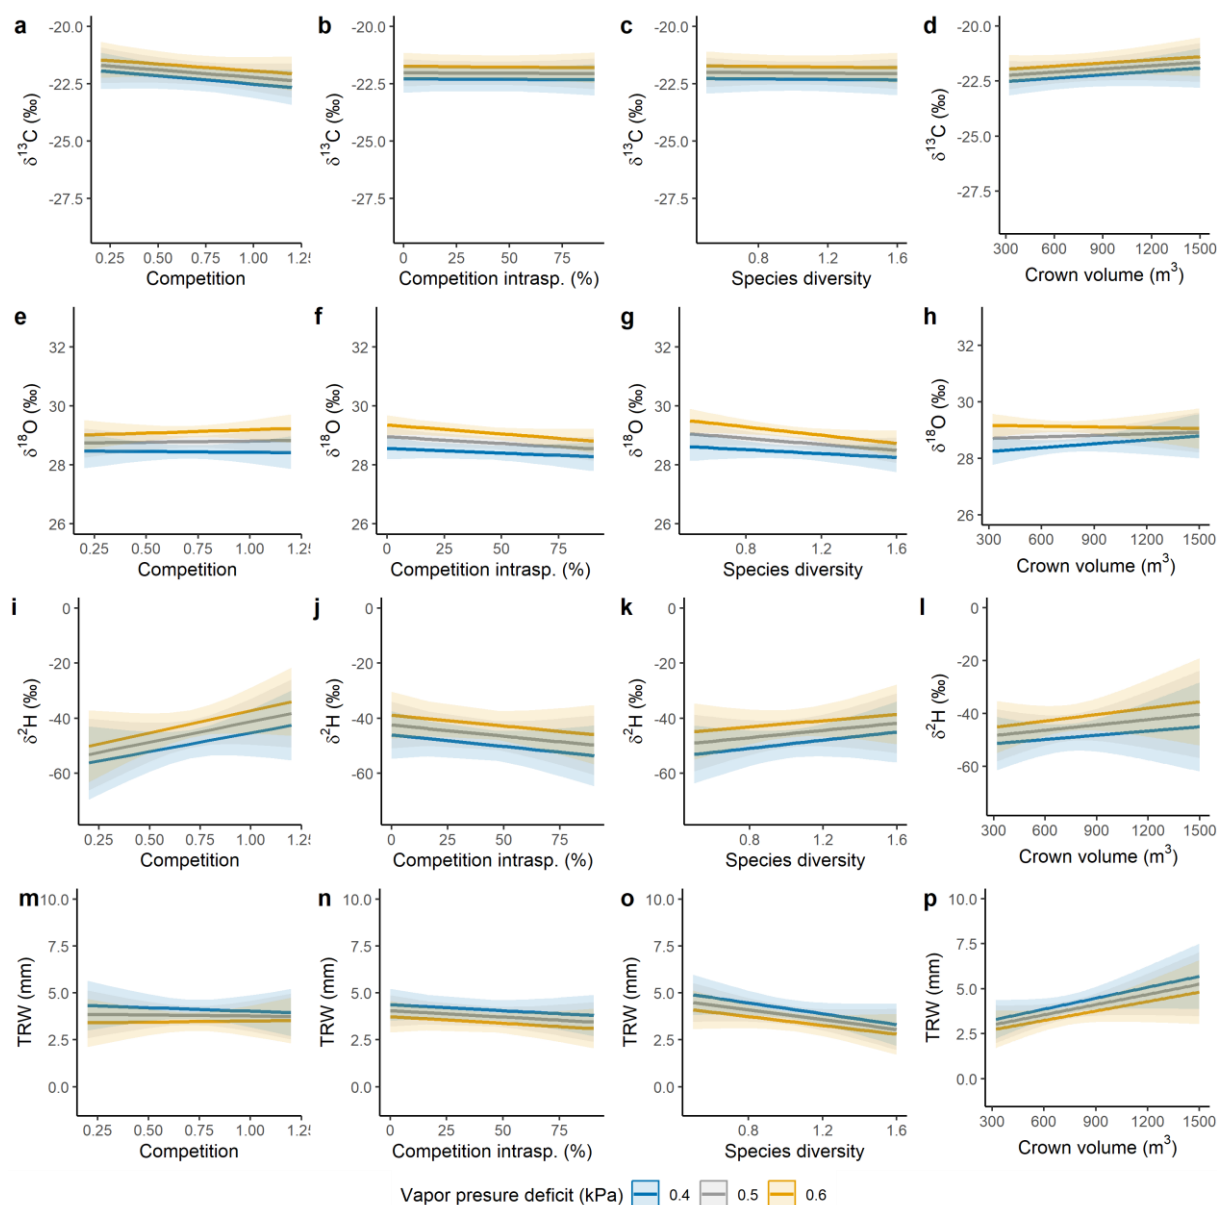 a
b
c
d
-20.0
-22.5
-25.0
-27.5
δ13C (‰)
0.25 0.50 0.75 1.00 1.25
Competition
-20.0
-22.5
-25.0
-27.5
δ13C (‰)
0 25 50 75
Competition intrasp. (%)
-20.0
-22.5
-25.0
-27.5
δ13C (‰)
0.8 1.2 1.6
Species diversity
-20.0
-22.5
-25.0
-27.5
δ13C (‰)
300 600 900 1200 1500
Crown volume (m3)
e
f
g
h
32
30
28
26
δ18O (‰)
0.25 0.50 0.75 1.00 1.25
Competition
32
30
28
26
δ18O (‰)
0 25 50 75
Competition intrasp. (%)
32
30
28
26
δ18O (‰)
0.8 1.2 1.6
Species diversity
32
30
28
26
δ18O (‰)
300 600 900 1200 1500
Crown volume (m3)
i
j
k
l
0
-20
-40
-60
δ2H (‰)
0.25 0.50 0.75 1.00 1.25
Competition
0
-20
-40
-60
δ2H (‰)
0 25 50 75
Competition intrasp. (%)
0
-20
-40
-60
δ2H (‰)
0.8 1.2 1.6
Species diversity
0
-20
-40
-60
δ2H (‰)
300 600 900 1200 1500
Crown volume (m3)
m
n
o
p
10.0
7.5
5.0
2.5
0.0
TRW (mm)
0.25 0.50 0.75 1.00 1.25
Competition
10.0
7.5
5.0
2.5
0.0
TRW (mm)
0 25 50 75
Competition intrasp. (%)
10.0
7.5
5.0
2.5
0.0
TRW (mm)
0.8 1.2 1.6
Species diversity
10.0
7.5
5.0
2.5
0.0
TRW (mm)
300 600 900 1200 1500
Crown volume (m3)
Vapor presure deficit (kPa) 0.4 0.5 0.6